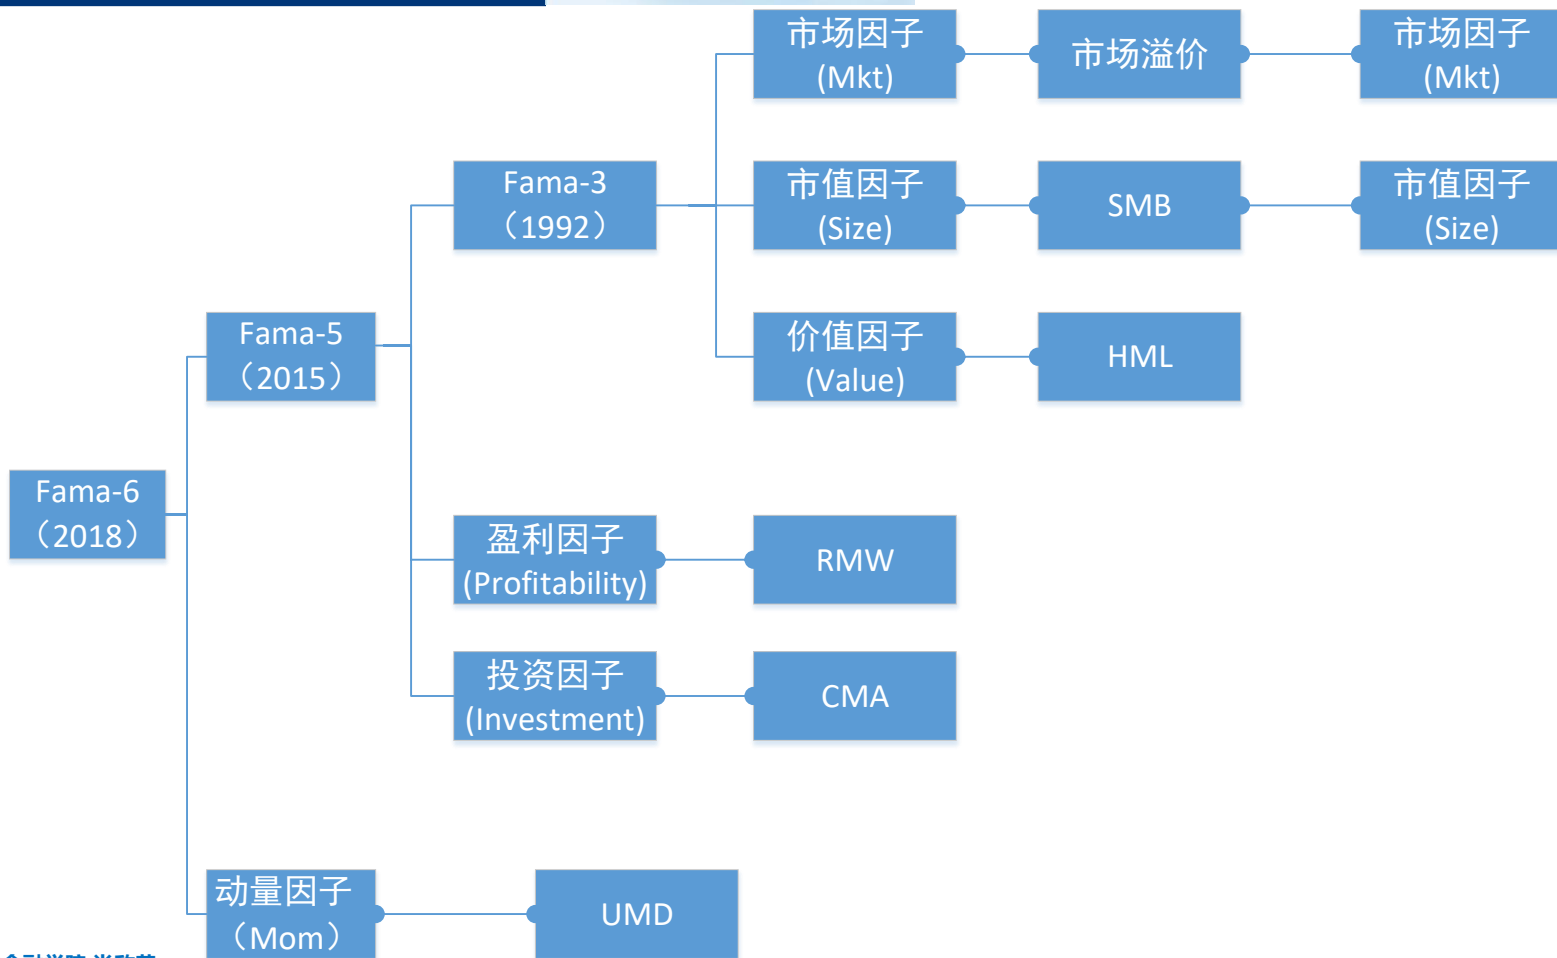 市场因子
(Mkt)
市场溢价
市场因子
(Mkt)
Fama-3
（1992）
市值因子
(Size)
SMB
市值因子
(Size)
Fama-5
（2015）
价值因子
(Value)
HML
Fama-6
（2018）
盈利因子
(Profitability)
RMW
投资因子
(Investment)
CMA
动量因子
（Mom）
UMD